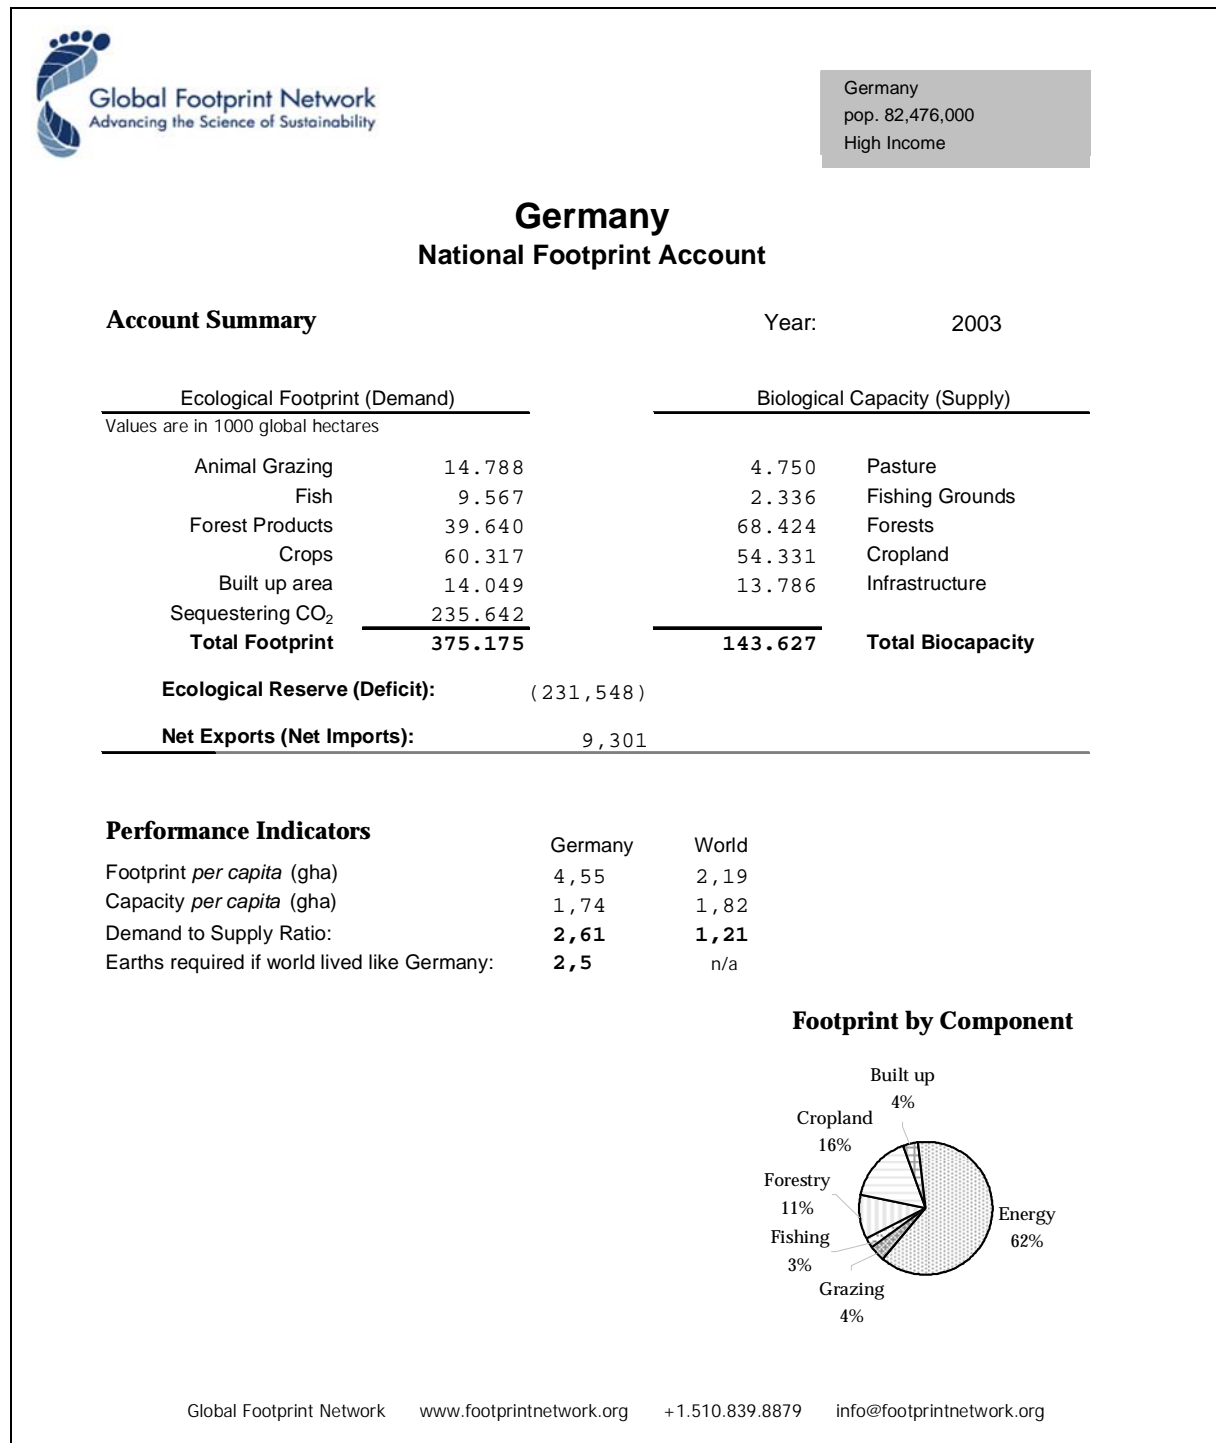 Global Footprint Network
Advancing the Science of Sustainability
Germany
pop. 82,476,000
High Income
Germany
National Footprint Account
Account Summary Year: 2003
Ecological Footprint (Demand) Biological Capacity (Supply)
Values are in 1000 global hectares
Animal Grazing 14.788 4.750 Pasture
Fish 9.567 2.336 Fishing Grounds
Forest Products 39.640 68.424 Forests
Crops 60.317 54.331 Cropland
Built up area 14.049 13.786 Infrastructure
Sequestering CO₂ 235.642
Total Footprint 375.175 143.627 Total Biocapacity
Ecological Reserve (Deficit): (231,548)
Net Exports (Net Imports): 9,301
Performance Indicators
Germany World
Footprint per capita (gha) 4,55 2,19
Capacity per capita (gha) 1,74 1,82
Demand to Supply Ratio: 2,61 1,21
Earths required if world lived like Germany: 2,5 n/a
Footprint by Component
Built up
4%
Cropland
16%
Forestry
11%
Fishing
3%
Grazing
4%
Energy
62%
Global Footprint Network www.footprintnetwork.org +1.510.839.8879 info@footprintnetwork.org